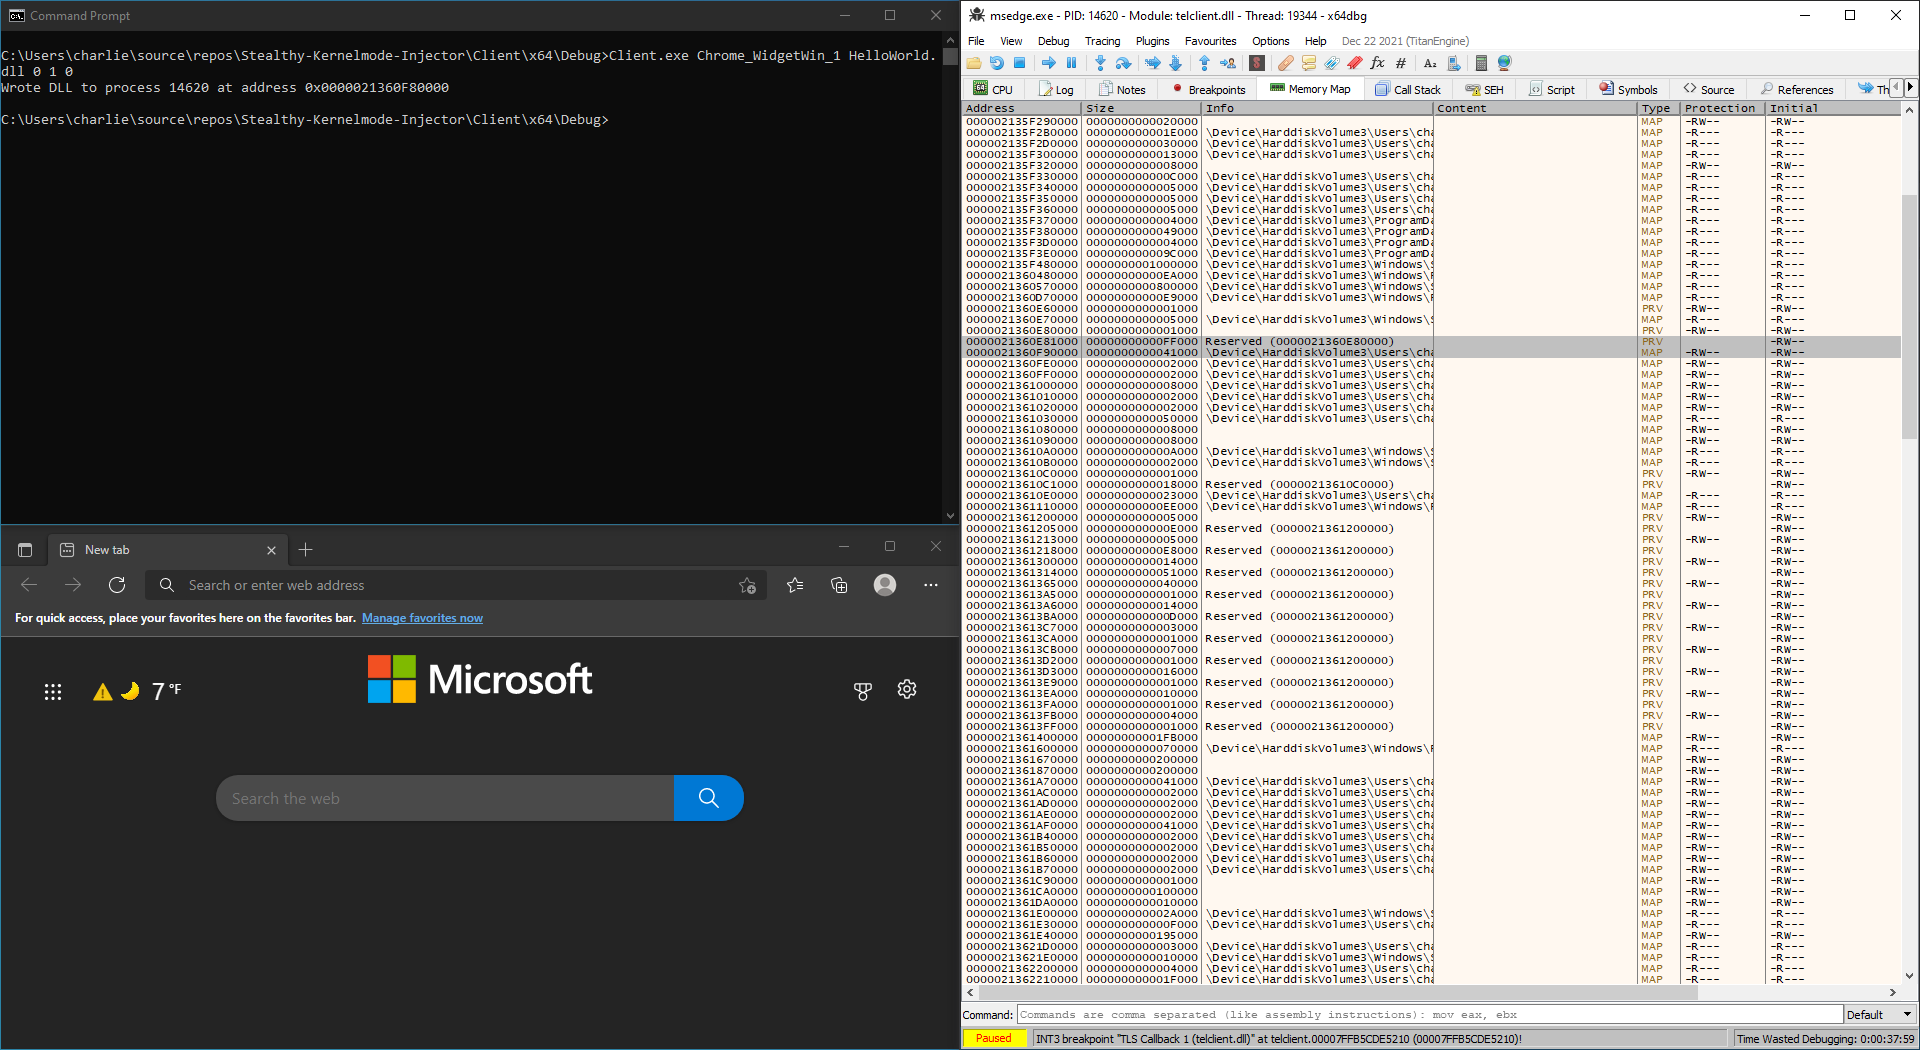 Command Prompt
C:\Users\charlie\source\repos\Stealthy-Kernelmode-Injector\Client\x64\Debug>Client.exe Chrome_WidgetWin_1 HelloWorld.
dll 0 1 0
Wrote DLL to process 14620 at address 0x0000021360F80000
C:\Users\charlie\source\repos\Stealthy-Kernelmode-Injector\Client\x64\Debug>
New tab
Search or enter web address
For quick access, place your favorites here on the favorites bar. Manage favorites now
7 °F
Microsoft
Search the web
msedge.exe - PID: 14620 - Module: telclient.dll - Thread: 19344 - x64dbg
File View Debug Tracing Plugins Favourites Options Help Dec 22 2021 (TitanEngine)
CPU Log Notes Breakpoints Memory Map Call Stack SEH Script Symbols Source References Th
Address Size Info Content Type Protection Initial
000002135F290000 0000000000020000 MAP -RW-- -RW--
000002135F2B0000 000000000001E000 \Device\HarddiskVolume3\Users\cha MAP -R--- -R---
000002135F2D0000 0000000000030000 \Device\HarddiskVolume3\Users\cha MAP -R--- -R---
000002135F300000 0000000000013000 \Device\HarddiskVolume3\Users\cha MAP -R--- -R---
000002135F320000 0000000000008000 MAP -RW-- -RW--
000002135F330000 000000000000C000 \Device\HarddiskVolume3\Users\cha MAP -R--- -R---
000002135F340000 0000000000005000 \Device\HarddiskVolume3\Users\cha MAP -R--- -R---
000002135F350000 0000000000005000 \Device\HarddiskVolume3\Users\cha MAP -R--- -R---
000002135F360000 0000000000005000 \Device\HarddiskVolume3\Users\cha MAP -R--- -R---
000002135F370000 0000000000004000 \Device\HarddiskVolume3\ProgramDa MAP -R--- -R---
000002135F380000 0000000000049000 \Device\HarddiskVolume3\ProgramDa MAP -R--- -R---
000002135F3D0000 0000000000004000 \Device\HarddiskVolume3\ProgramDa MAP -R--- -R---
000002135F3E0000 000000000009C000 \Device\HarddiskVolume3\ProgramDa MAP -R--- -R---
000002135F480000 0000000001000000 \Device\HarddiskVolume3\Windows\S MAP -R--- -R---
0000021360480000 00000000000EA000 \Device\HarddiskVolume3\Windows\F MAP -R--- -R---
0000021360570000 0000000000800000 \Device\HarddiskVolume3\Windows\S MAP -R--- -R---
0000021360D70000 00000000000E9000 \Device\HarddiskVolume3\Windows\F MAP -R--- -R---
0000021360E60000 0000000000001000 PRV -RW-- -RW--
0000021360E70000 0000000000005000 \Device\HarddiskVolume3\Windows\S MAP -R--- -R---
0000021360E80000 0000000000001000 PRV -RW-- -RW--
0000021360E81000 00000000000FF000 Reserved (0000021360E80000) PRV -RW--
0000021360F90000 0000000000041000 \Device\HarddiskVolume3\Users\cha MAP -RW-- -RW--
0000021360FE0000 0000000000002000 \Device\HarddiskVolume3\Users\cha MAP -RW-- -RW--
0000021360FF0000 0000000000002000 \Device\HarddiskVolume3\Users\cha MAP -RW-- -RW--
0000021361000000 0000000000008000 \Device\HarddiskVolume3\Users\cha MAP -R--- -R---
0000021361010000 0000000000002000 \Device\HarddiskVolume3\Users\cha MAP -RW-- -RW--
0000021361020000 0000000000002000 \Device\HarddiskVolume3\Users\cha MAP -RW-- -RW--
0000021361030000 0000000000050000 \Device\HarddiskVolume3\Users\cha MAP -R--- -R---
0000021361080000 0000000000008000 MAP -RW-- -RW--
0000021361090000 0000000000008000 MAP -RW-- -RW--
00000213610A0000 000000000000A000 \Device\HarddiskVolume3\Windows\S MAP -R--- -R---
00000213610B0000 0000000000002000 \Device\HarddiskVolume3\Windows\S MAP -RW-- -RW--
00000213610C0000 0000000000001000 PRV -RW-- -RW--
00000213610C1000 0000000000018000 Reserved (00000213610C0000) PRV -RW--
00000213610E0000 0000000000023000 \Device\HarddiskVolume3\Users\cha MAP -R--- -R---
0000021361110000 00000000000EE000 \Device\HarddiskVolume3\Windows\F MAP -R--- -R---
0000021361200000 0000000000005000 PRV -RW-- -RW--
0000021361205000 000000000000E000 Reserved (0000021361200000) PRV -RW--
0000021361213000 0000000000005000 PRV -RW-- -RW--
0000021361218000 00000000000E8000 Reserved (0000021361200000) PRV -RW--
0000021361300000 0000000000014000 PRV -RW-- -RW--
0000021361314000 0000000000051000 Reserved (0000021361200000) PRV -RW--
0000021361365000 0000000000040000 PRV -RW-- -RW--
00000213613A5000 0000000000001000 Reserved (0000021361200000) PRV -RW--
00000213613A6000 0000000000014000 PRV -RW-- -RW--
00000213613BA000 000000000000D000 Reserved (0000021361200000) PRV -RW--
00000213613C7000 0000000000003000 PRV -RW-- -RW--
00000213613CA000 0000000000001000 Reserved (0000021361200000) PRV -RW--
00000213613CB000 0000000000007000 PRV -RW-- -RW--
00000213613D2000 0000000000001000 Reserved (0000021361200000) PRV -RW--
00000213613D3000 0000000000016000 PRV -RW-- -RW--
00000213613E9000 0000000000001000 Reserved (0000021361200000) PRV -RW--
00000213613EA000 0000000000010000 PRV -RW-- -RW--
00000213613FA000 0000000000001000 Reserved (0000021361200000) PRV -RW--
00000213613FB000 0000000000004000 PRV -RW-- -RW--
00000213613FF000 0000000000001000 Reserved (0000021361200000) PRV -RW--
0000021361400000 00000000001FB000 MAP -RW-- -RW--
0000021361600000 0000000000070000 \Device\HarddiskVolume3\Windows\F MAP -R--- -R---
0000021361670000 0000000000200000 MAP -RW-- -RW--
0000021361870000 0000000000200000 MAP -RW-- -RW--
0000021361A70000 0000000000041000 \Device\HarddiskVolume3\Users\cha MAP -RW-- -RW--
0000021361AC0000 0000000000002000 \Device\HarddiskVolume3\Users\cha MAP -RW-- -RW--
0000021361AD0000 0000000000002000 \Device\HarddiskVolume3\Users\cha MAP -RW-- -RW--
0000021361AE0000 0000000000002000 \Device\HarddiskVolume3\Users\cha MAP -RW-- -RW--
0000021361AF0000 0000000000041000 \Device\HarddiskVolume3\Users\cha MAP -RW-- -RW--
0000021361B40000 0000000000002000 \Device\HarddiskVolume3\Users\cha MAP -RW-- -RW--
0000021361B50000 0000000000002000 \Device\HarddiskVolume3\Users\cha MAP -RW-- -RW--
0000021361B60000 0000000000002000 \Device\HarddiskVolume3\Users\cha MAP -RW-- -RW--
0000021361B70000 0000000000002000 \Device\HarddiskVolume3\Users\cha MAP -RW-- -RW--
0000021361C90000 0000000000001000 MAP -RW-- -RW--
0000021361CA0000 0000000000100000 MAP -RW-- -RW--
0000021361DA0000 0000000000010000 MAP -RW-- -RW--
0000021361E00000 000000000002A000 \Device\HarddiskVolume3\Windows\S MAP -R--- -R---
0000021361E30000 000000000000F000 \Device\HarddiskVolume3\Users\cha MAP -R--- -R---
0000021361E40000 0000000000195000 MAP -RW-- -RW--
00000213621D0000 0000000000003000 \Device\HarddiskVolume3\Users\cha MAP -R--- -R---
00000213621E0000 0000000000010000 \Device\HarddiskVolume3\Windows\S MAP -RW-- -RW--
0000021362200000 0000000000004000 \Device\HarddiskVolume3\Users\cha MAP -R--- -R---
0000021362210000 000000000001F000 \Device\HarddiskVolume3\Users\cha MAP -R--- -R---
Command: Commands are comma separated (like assembly instructions): mov eax, ebx Default
Paused INT3 breakpoint "TLS Callback 1 (telclient.dll)" at telclient.00007FFB5CDE5210 (00007FFB5CDE5210)! Time Wasted Debugging: 0:00:37:59